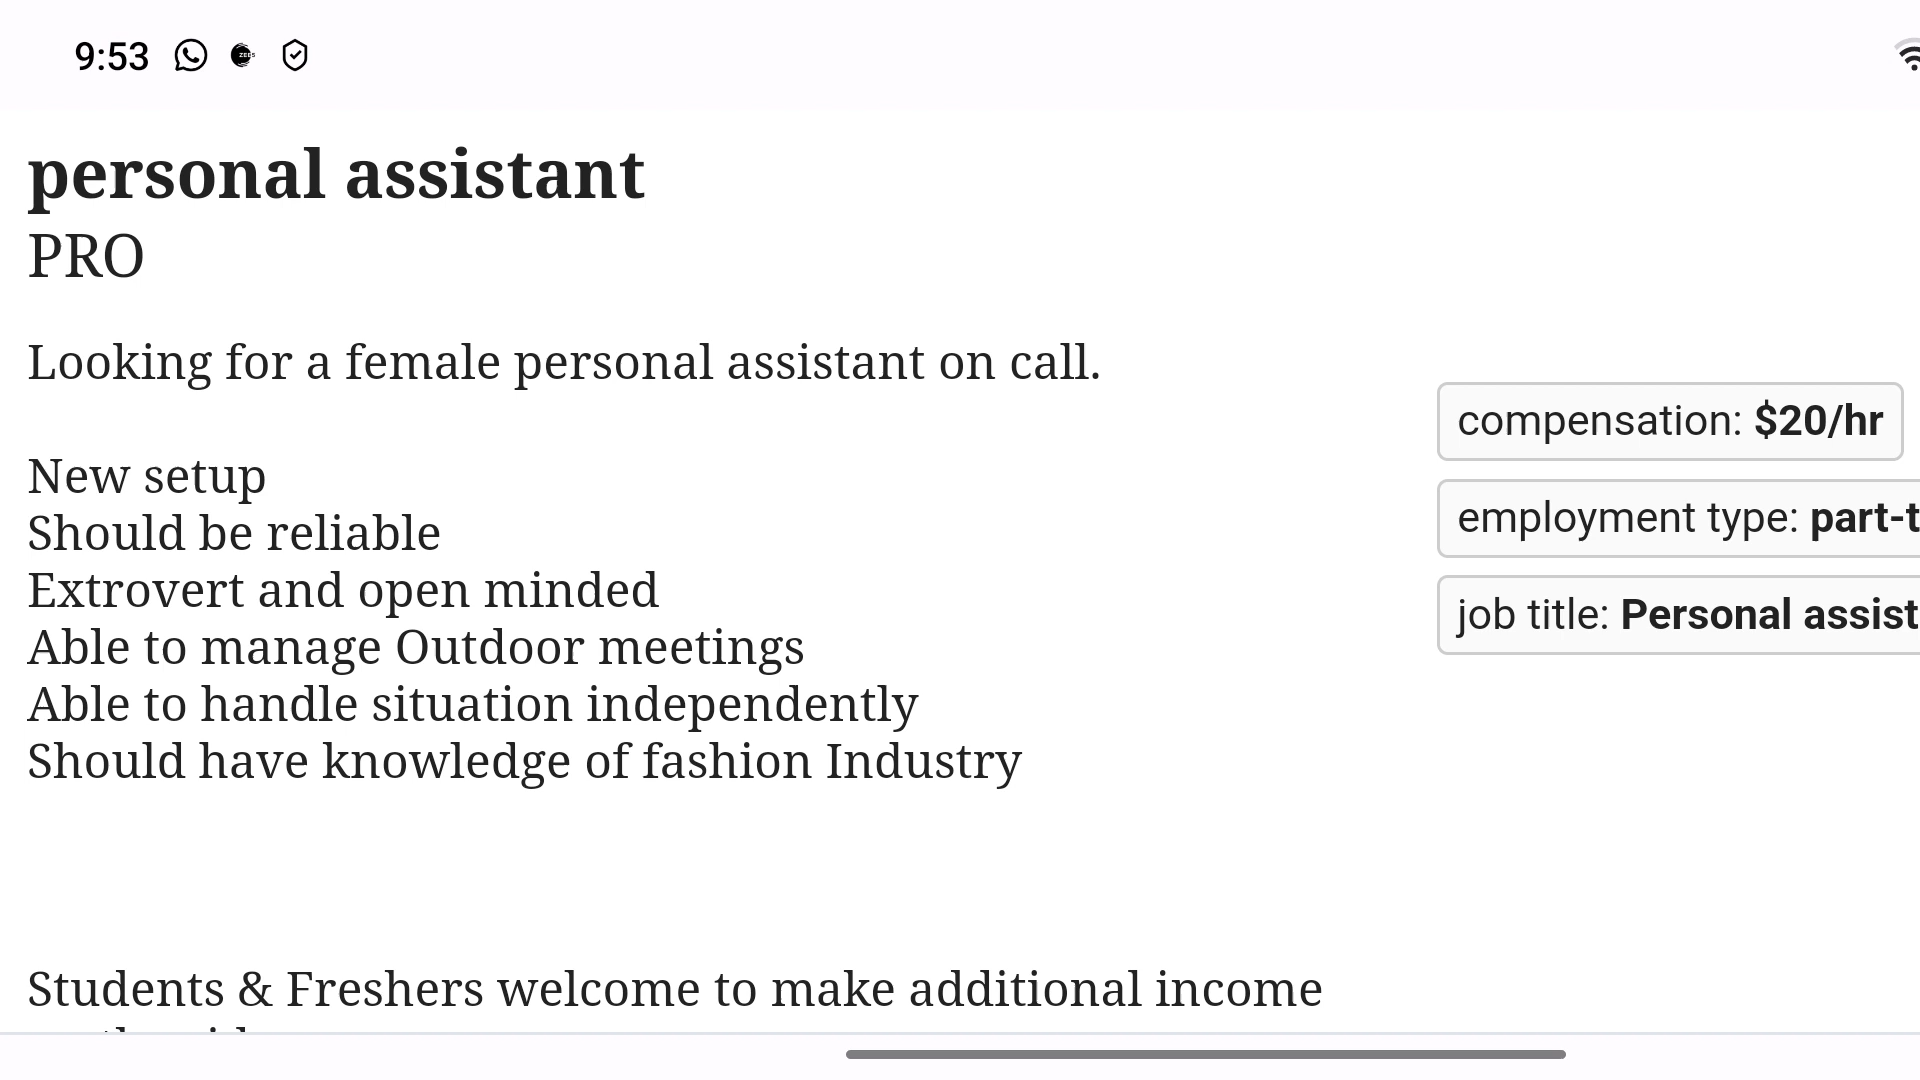 9:53
personal assistant
PRO
Looking for a female personal assistant on call.
compensation: $20/hr
New setup
employment type: part-t
Should be reliable
Extrovert and open minded
job title: Personal assist
Able to manage Outdoor meetings
Able to handle situation independently
Should have knowledge of fashion Industry
Students & Freshers welcome to make additional income